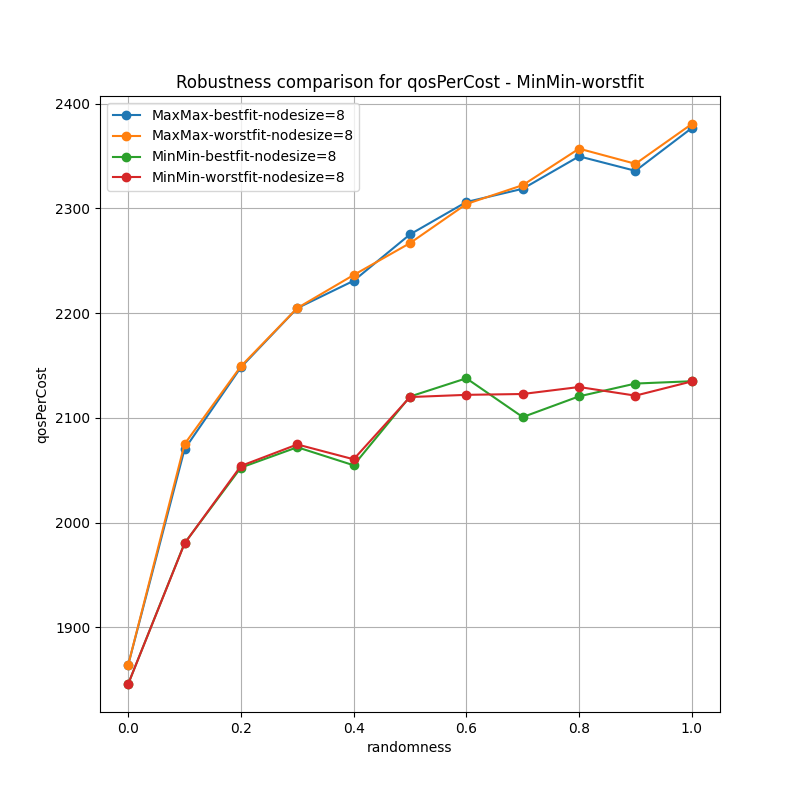 Robustness comparison for qosPerCost - MinMin-worstfit
MaxMax-bestfit-nodesize=8
MaxMax-worstfit-nodesize=8
MinMin-bestfit-nodesize=8
MinMin-worstfit-nodesize=8
qosPerCost
2400
2300
2200
2100
2000
1900
0.0 0.2 0.4 0.6 0.8 1.0
randomness